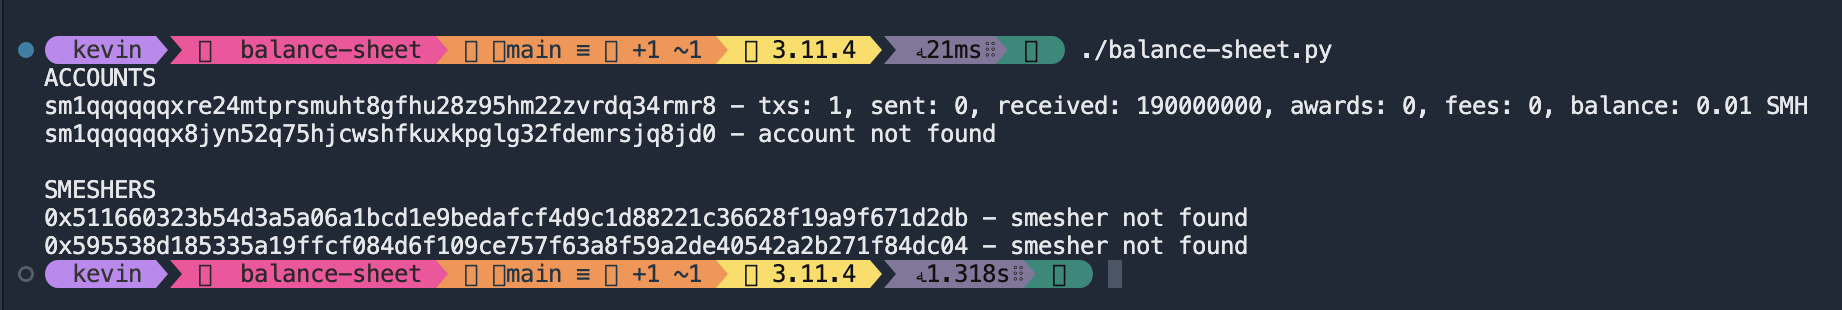 kevin balance-sheet main ≡ +1 ~1 3.11.4 21ms ./balance-sheet.py
ACCOUNTS
sm1qqqqqqxre24mtprsmuht8gfhu28z95hm22zvrdq34rmr8 - txs: 1, sent: 0, received: 190000000, awards: 0, fees: 0, balance: 0.01 SMH
sm1qqqqqqx8jyn52q75hjcwshfkuxkpglg32fdemrsjq8jd0 - account not found
SMESHERS
0x511660323b54d3a5a06a1bcd1e9bedafcf4d9c1d88221c36628f19a9f671d2db - smesher not found
0x595538d185335a19ffcf084d6f109ce757f63a8f59a2de40542a2b271f84dc04 - smesher not found
kevin balance-sheet main ≡ +1 ~1 3.11.4 1.318s